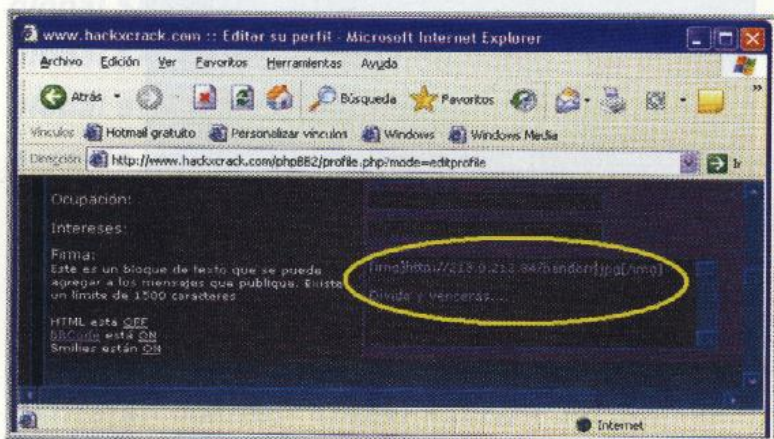 www.hackxcrack.com :: Editar su perfil - Microsoft Internet Explorer
Archivo Edición Ver Favoritos Herramientas Ayuda
Atrás Búsqueda Favoritos
Vínculos Hotmail gratuito Personalizar vínculos Windows Windows Media
Dirección http://www.hackxcrack.com/phpBB2/profile.php?mode=editprofile Ir
Ocupación:
Intereses:
Firma:
Este es un bloque de texto que se puede
agregar a los mensajes que publique. Existe
un límite de 1500 caracteres
HTML está OFF
BBCode está ON
Smilies están ON
Divide y venceras...
Internet